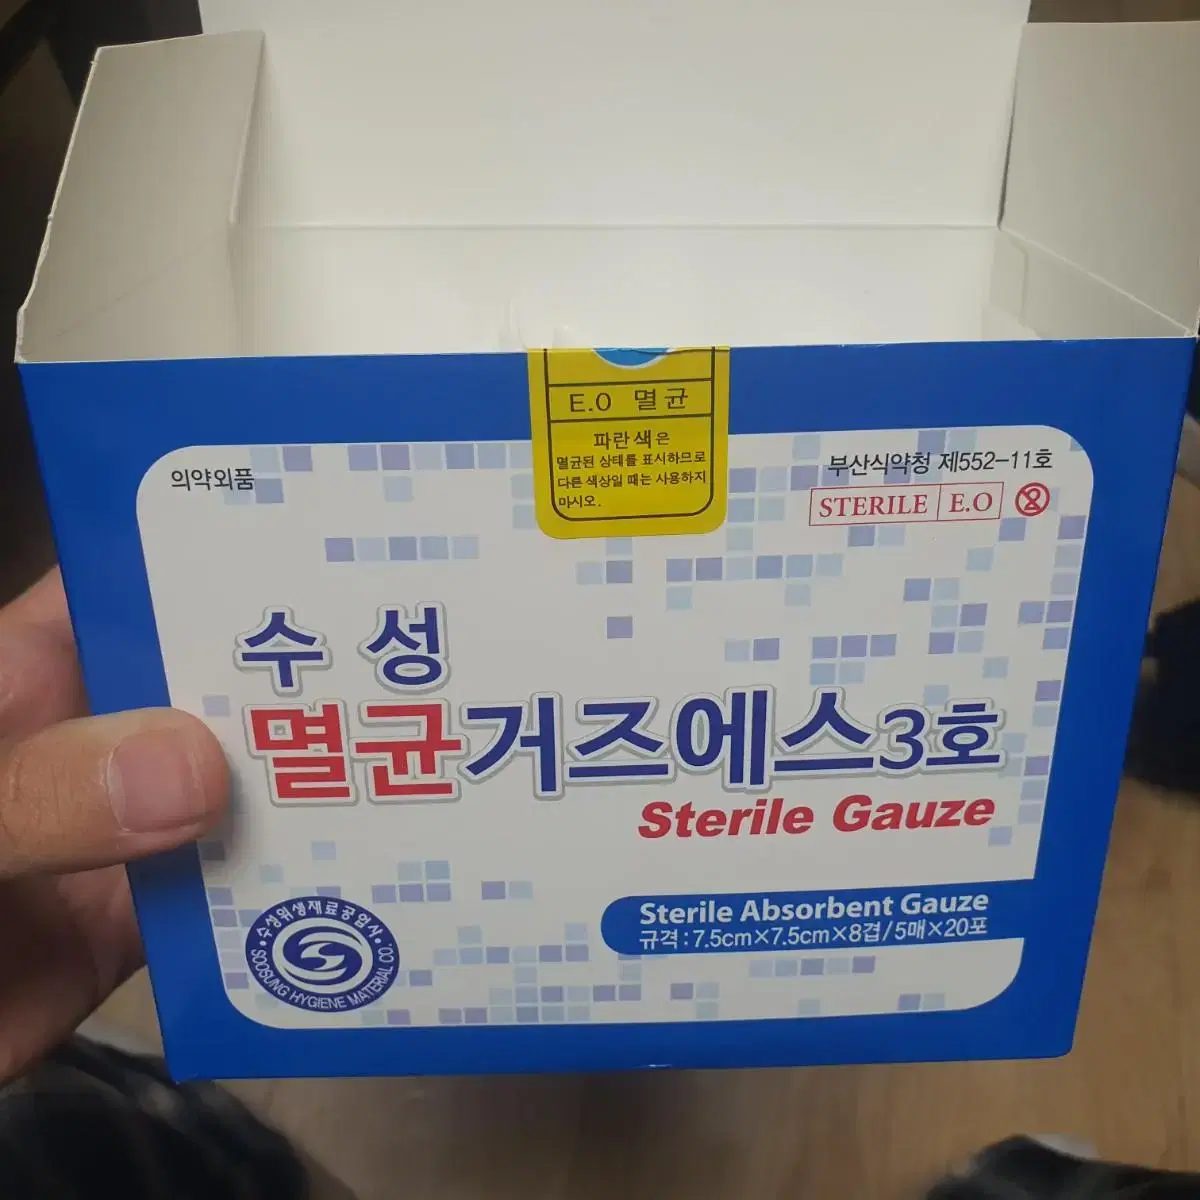 E.O 멸균
파란색은
멸균된 상태를 표시하므로
다른 색상일 때는 사용하지
마시오.
의약외품
부산식약청 제552-11호
STERILE E.O
2
수성
멸균거즈에스3호
Sterile Gauze
Sterile Absorbent Gauze
규격:7.5cm×7.5cm×8겹/5매×20포
•수성위생재료공업사•
SOOSUNG HYGIENE MATERIAL CO.